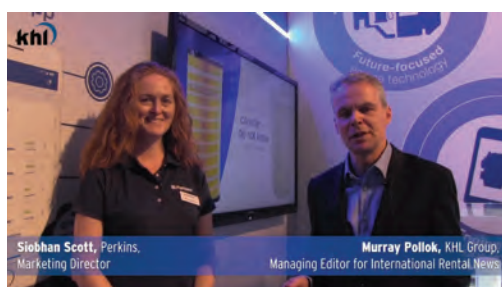 khl
Future-focused
technology
Siobhan Scott, Perkins,
Marketing Director
Murray Pollok, KHL Group,
Managing Editor for International Rental News